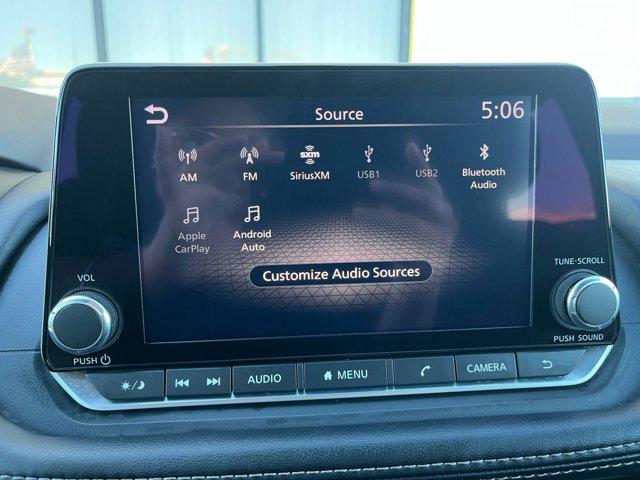 Source
5:06
AM
FM
sxm
SiriusXM
USB1
USB2
Bluetooth
Audio
Apple
CarPlay
Android
Auto
Customize Audio Sources
VOL
PUSH
TUNE·SCROLL
PUSH SOUND
AUDIO
MENU
CAMERA